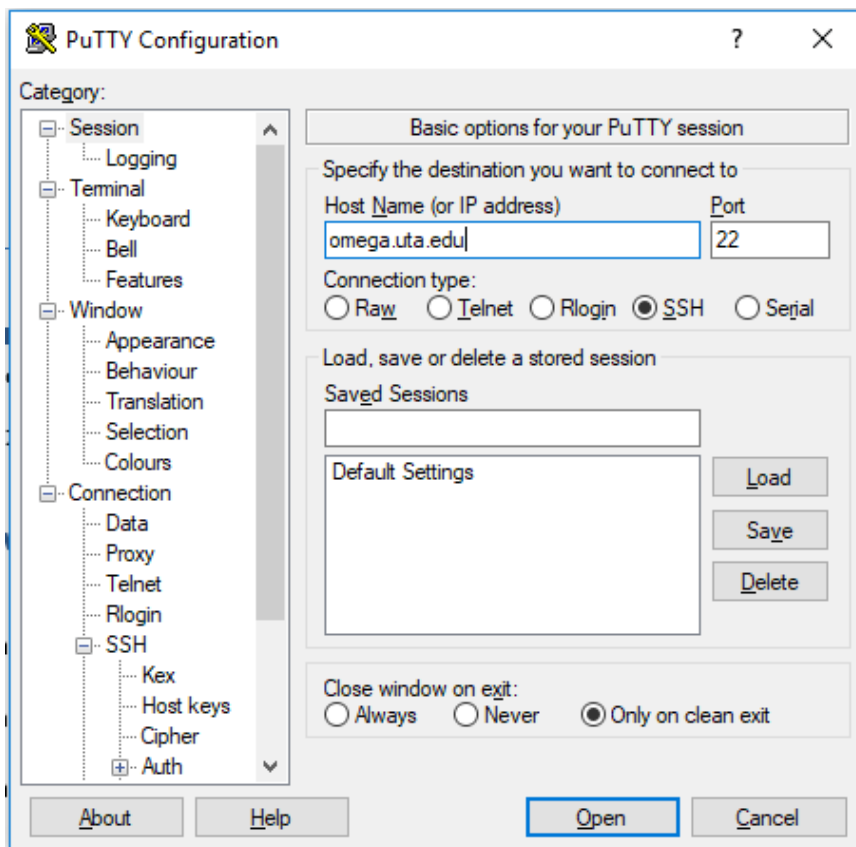 PuTTY Configuration
?
Category:
Session
Logging
Terminal
Keyboard
Bell
Features
Window
Appearance
Behaviour
Translation
Selection
Colours
Connection
Data
Proxy
Telnet
Rlogin
SSH
Kex
Host keys
Cipher
Auth
Basic options for your PuTTY session
Specify the destination you want to connect to
Host Name (or IP address) Port
omega.uta.edu 22
Connection type:
Raw Telnet Rlogin SSH Serial
Load, save or delete a stored session
Saved Sessions
Default Settings
Load
Save
Delete
Close window on exit:
Always Never Only on clean exit
About Help Open Cancel